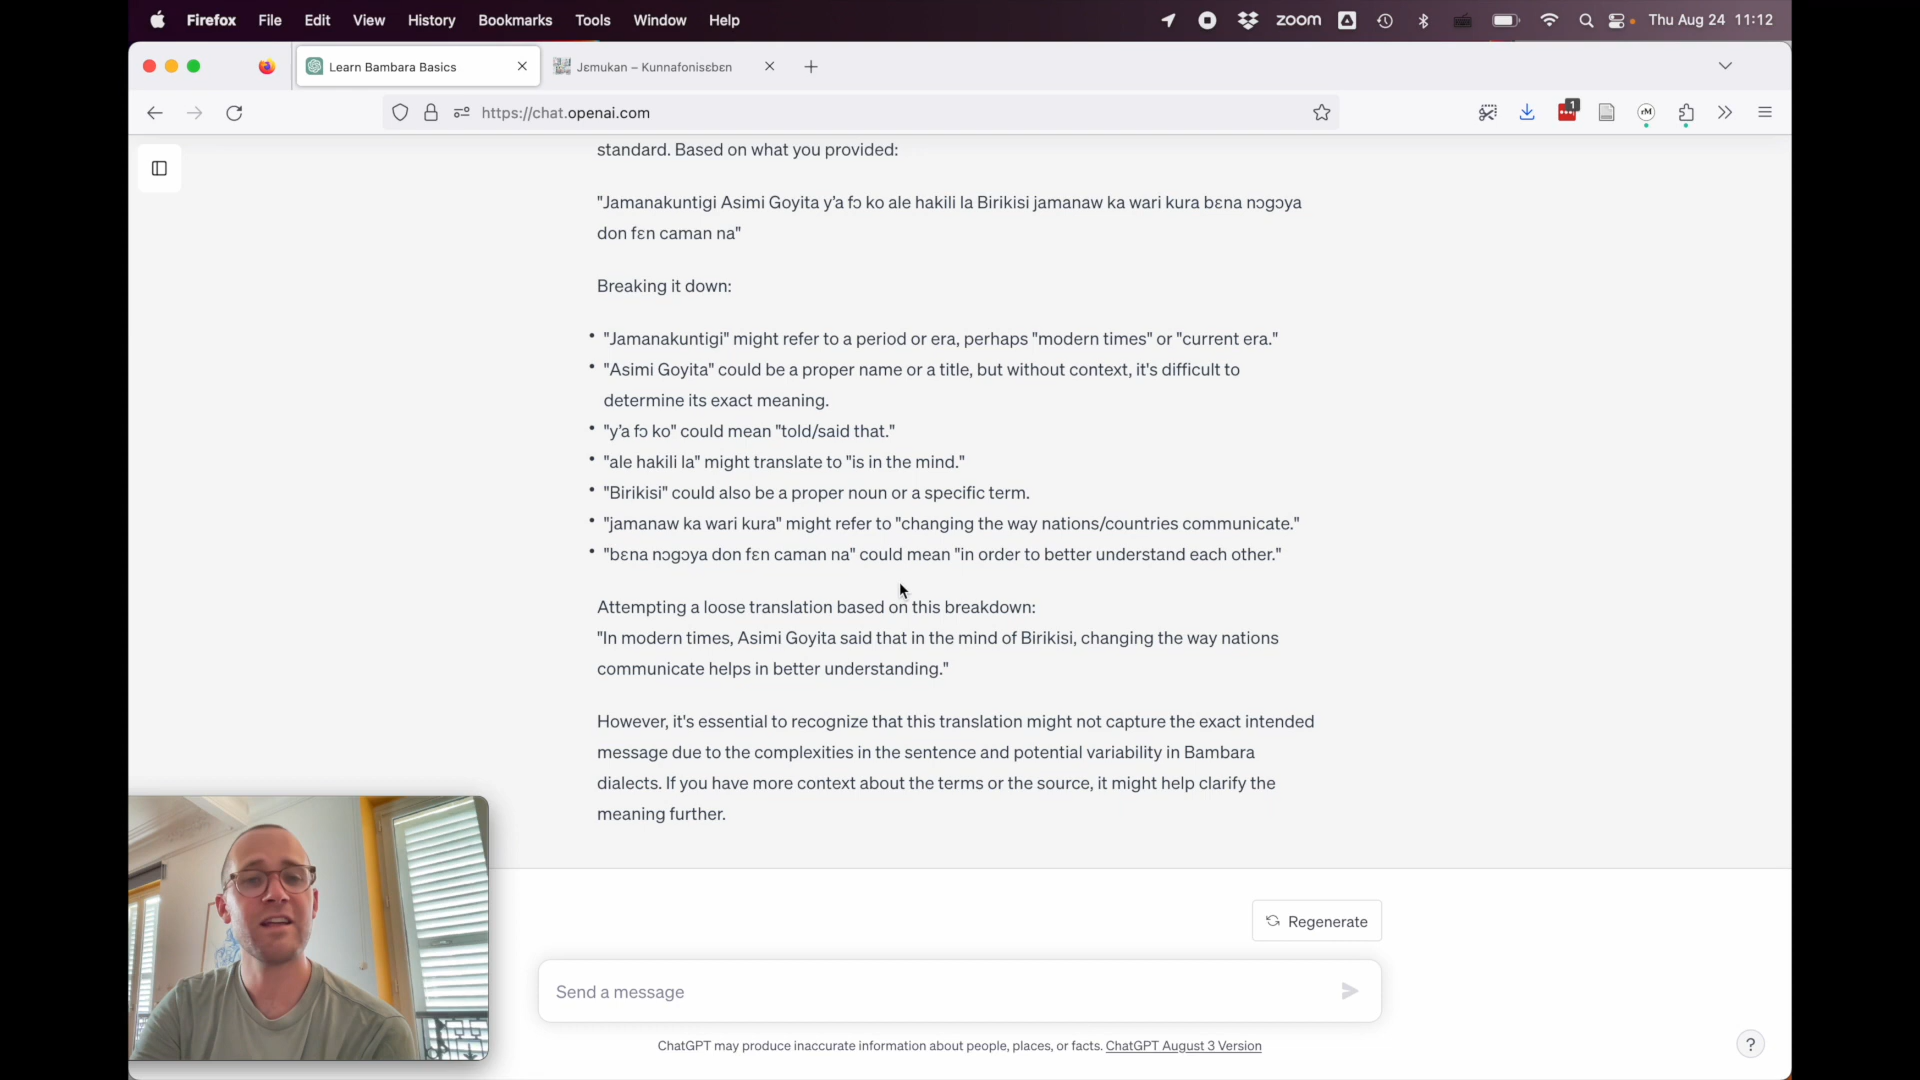 Firefox File Edit View History Bookmarks Tools Window Help zoom Thu Aug 24 11:12
Learn Bambara Basics Jɛmukan – Kunnafonisɛbɛn
https://chat.openai.com 1 rM
standard. Based on what you provided:
"Jamanakuntigi Asimi Goyita y'a fɔ ko ale hakili la Birikisi jamanaw ka wari kura bɛna nɔgɔya
don fɛn caman na"
Breaking it down:
• "Jamanakuntigi" might refer to a period or era, perhaps "modern times" or "current era."
• "Asimi Goyita" could be a proper name or a title, but without context, it's difficult to
determine its exact meaning.
• "y'a fɔ ko" could mean "told/said that."
• "ale hakili la" might translate to "is in the mind."
• "Birikisi" could also be a proper noun or a specific term.
• "jamanaw ka wari kura" might refer to "changing the way nations/countries communicate."
• "bɛna nɔgɔya don fɛn caman na" could mean "in order to better understand each other."
Attempting a loose translation based on this breakdown:
"In modern times, Asimi Goyita said that in the mind of Birikisi, changing the way nations
communicate helps in better understanding."
However, it's essential to recognize that this translation might not capture the exact intended
message due to the complexities in the sentence and potential variability in Bambara
dialects. If you have more context about the terms or the source, it might help clarify the
meaning further.
Regenerate
Send a message
ChatGPT may produce inaccurate information about people, places, or facts. ChatGPT August 3 Version
?